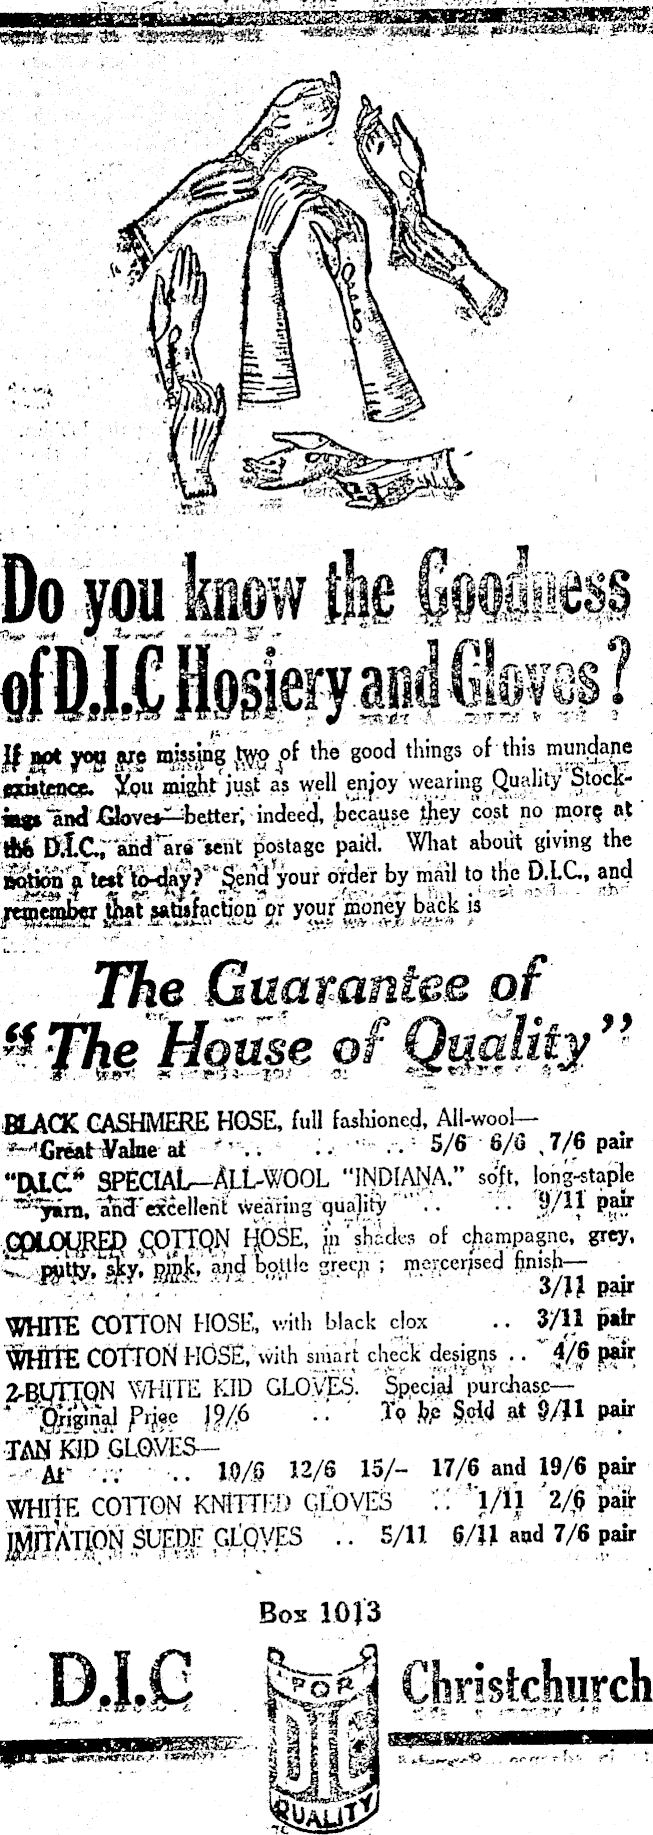 Do you know the Goodness
of D.I.C Hosiery and Gloves?
If not you are missing two of the good things of this mundane
existence. You might just as well enjoy wearing Quality Stock-
ings and Gloves—better, indeed, because they cost no more at
the D.I.C., and are sent postage paid. What about giving the
notion a test to-day? Send your order by mail to the D.I.C., and
remember that satisfaction or your money back is
The Guarantee of
"The House of Quality"
BLACK CASHMERE HOSE, full fashioned, All-wool—
Great Value at .. .. .. 5/6 6/6 7/6 pair
"D.I.C." SPECIAL—ALL-WOOL "INDIANA." soft, long-staple
yarn, and excellent wearing quality .. .. 9/11 pair
COLOURED COTTON HOSE, in shades of champagne, grey,
putty, sky, pink, and bottle green ; mercerised finish—
3/11 pair
WHITE COTTON HOSE, with black clox .. 3/11 pair
WHITE COTTON HOSE, with smart check designs .. 4/6 pair
2-BUTTON WHITE KID GLOVES. Special purchase—
Original Price 19/6 .. To be Sold at 9/11 pair
TAN KID GLOVES—
At .. .. 10/6 12/6 15/- 17/6 and 19/6 pair
WHITE COTTON KNITTED GLOVES .. 1/11 2/6 pair
IMITATION SUEDE GLOVES .. 5/11 6/11 and 7/6 pair
Box 1013
D.I.C Christchurch
FOR
DIC
QUALITY